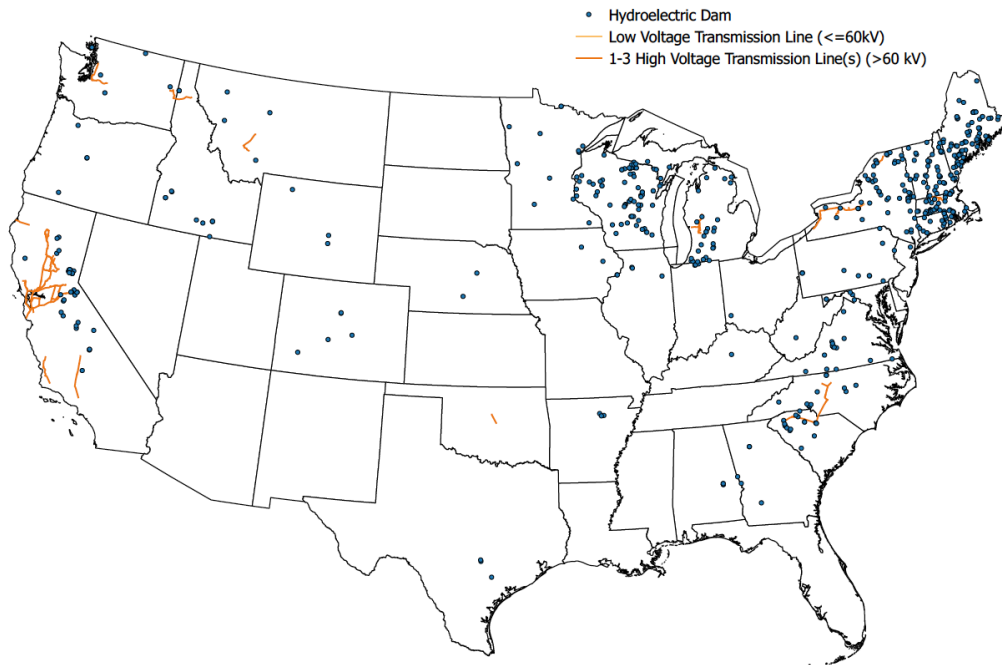 Hydroelectric Dam
Low Voltage Transmission Line (<=60kV)
1-3 High Voltage Transmission Line(s) (>60 kV)